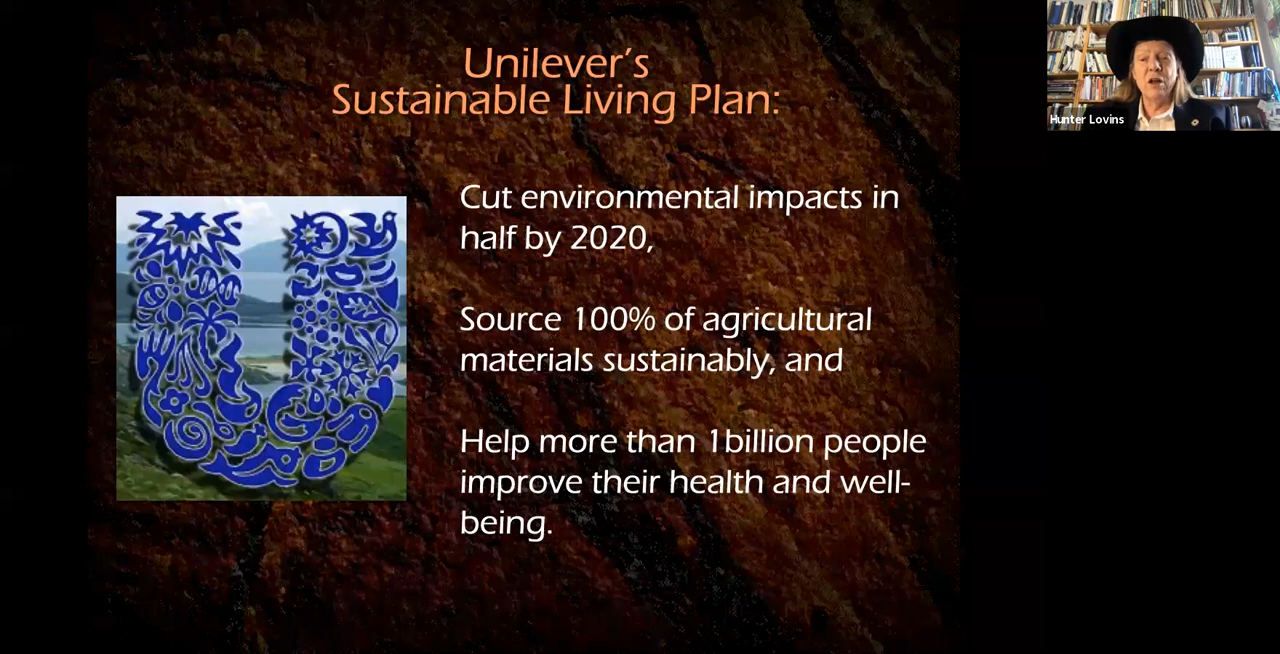 Unilever's
Sustainable Living Plan:
Cut environmental impacts in
half by 2020,
Source 100% of agricultural
materials sustainably, and
Help more than 1billion people
improve their health and well-
being.
Hunter Lovins